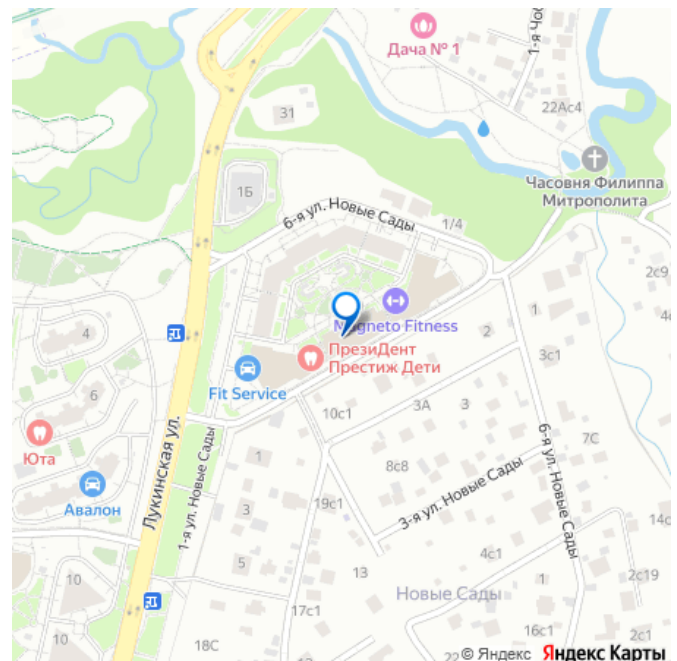 Дача № 1
1-я Чоб
22Ас4
31
Часовня Филиппа
Митрополита
1Б
6-я ул. Новые Сады
1/4
2с9
1
Magneto Fitness
4
2
ПрезиДент
Престиж Дети
3с1
Fit Service
6
3А
3
10с1
Юта
Лукинская ул.
1-я ул. Новые Сады
1
8с8
6-я ул. Новые Сады
7С
Авалон
3
19с1
3-я ул. Новые Сады
14с
5
4с1
10
13
1
2с19
Новые Сады
17с1
16с1
10
18С
22
© Яндекс Яндекс Карты